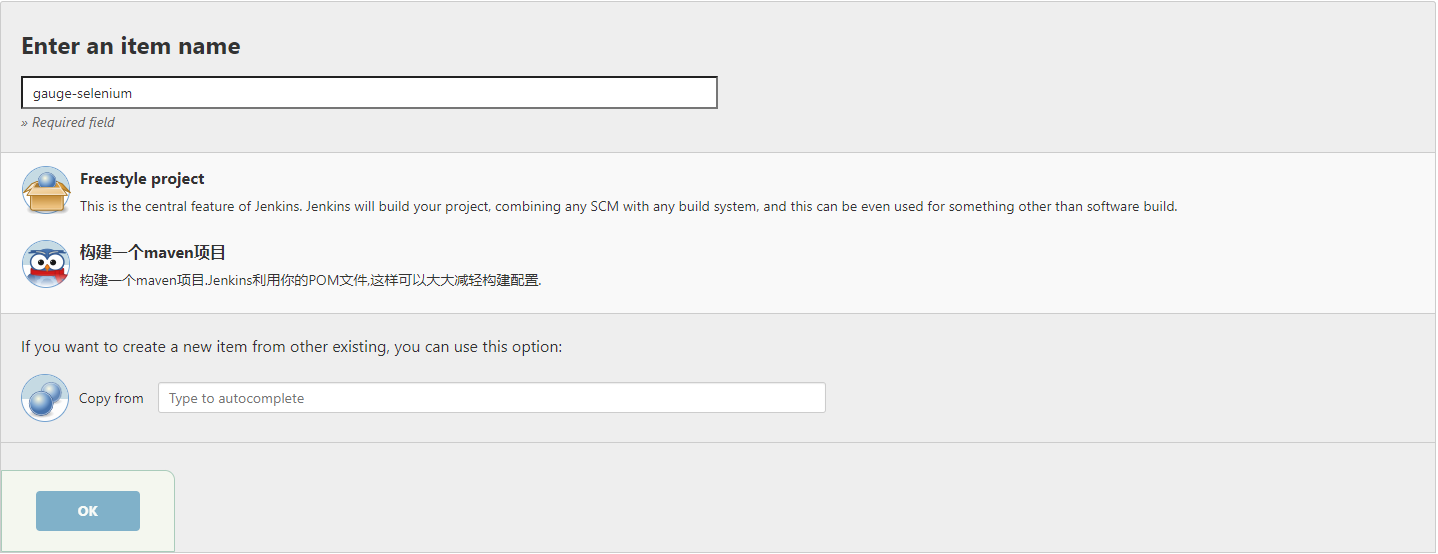 Enter an item name
gauge-selenium
» Required field
Freestyle project
This is the central feature of Jenkins. Jenkins will build your project, combining any SCM with any build system, and this can be even used for something other than software build.
构建一个maven项目
构建一个maven项目.Jenkins利用你的POM文件,这样可以大大减轻构建配置.
If you want to create a new item from other existing, you can use this option:
Copy from
Type to autocomplete
OK